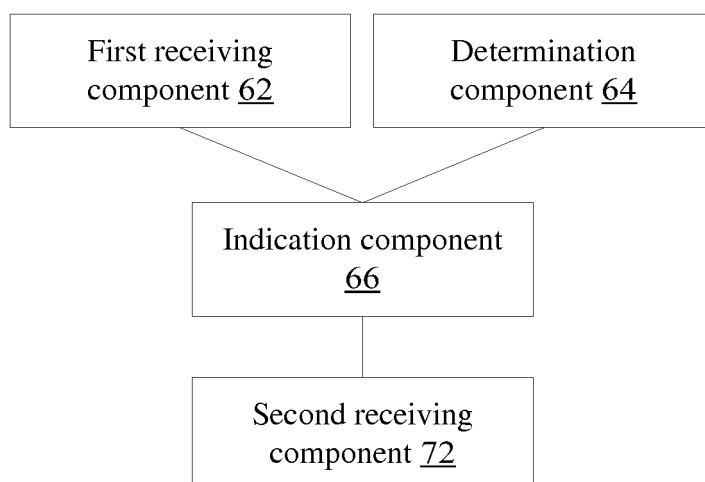 First receiving
component 62
Determination
component 64
Indication component
66
Second receiving
component 72